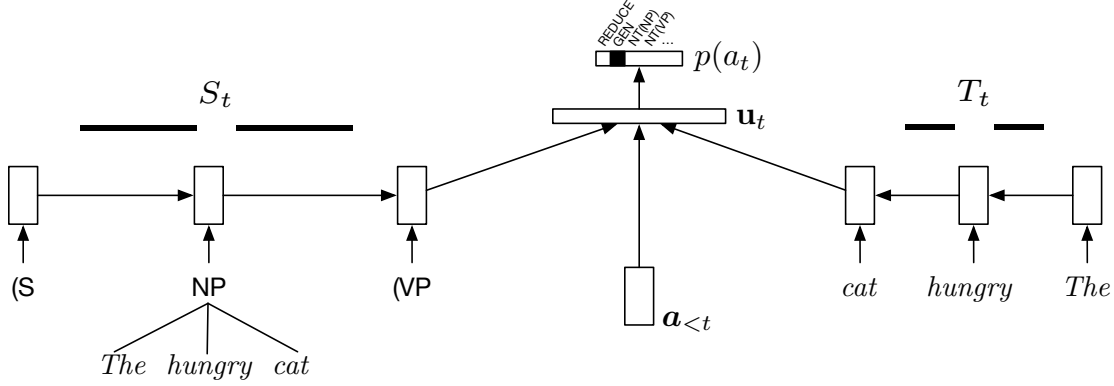 REDUCE GEN NT(NP) NT(VP) ...
p(a_t)
S_t
u_t
T_t
(S NP (VP
a_{<t}
cat hungry The
The hungry cat